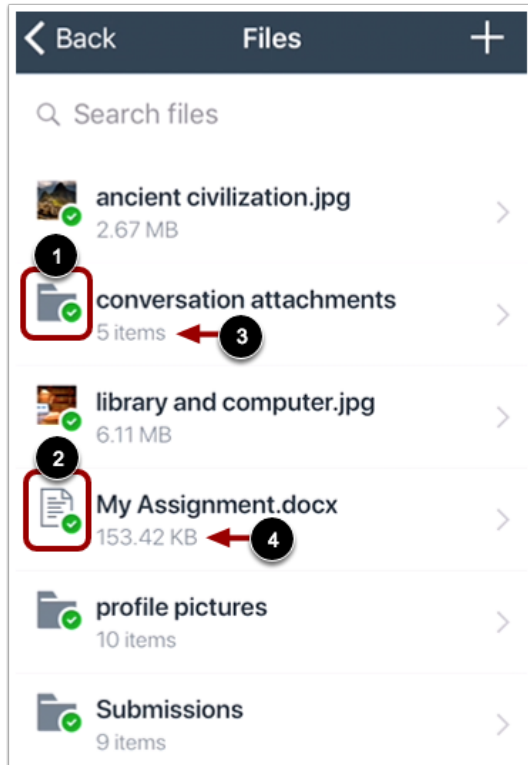 Back Files
Search files
ancient civilization.jpg
2.67 MB
1
conversation attachments
5 items 3
library and computer.jpg
6.11 MB
2
My Assignment.docx
153.42 KB 4
profile pictures
10 items
Submissions
9 items